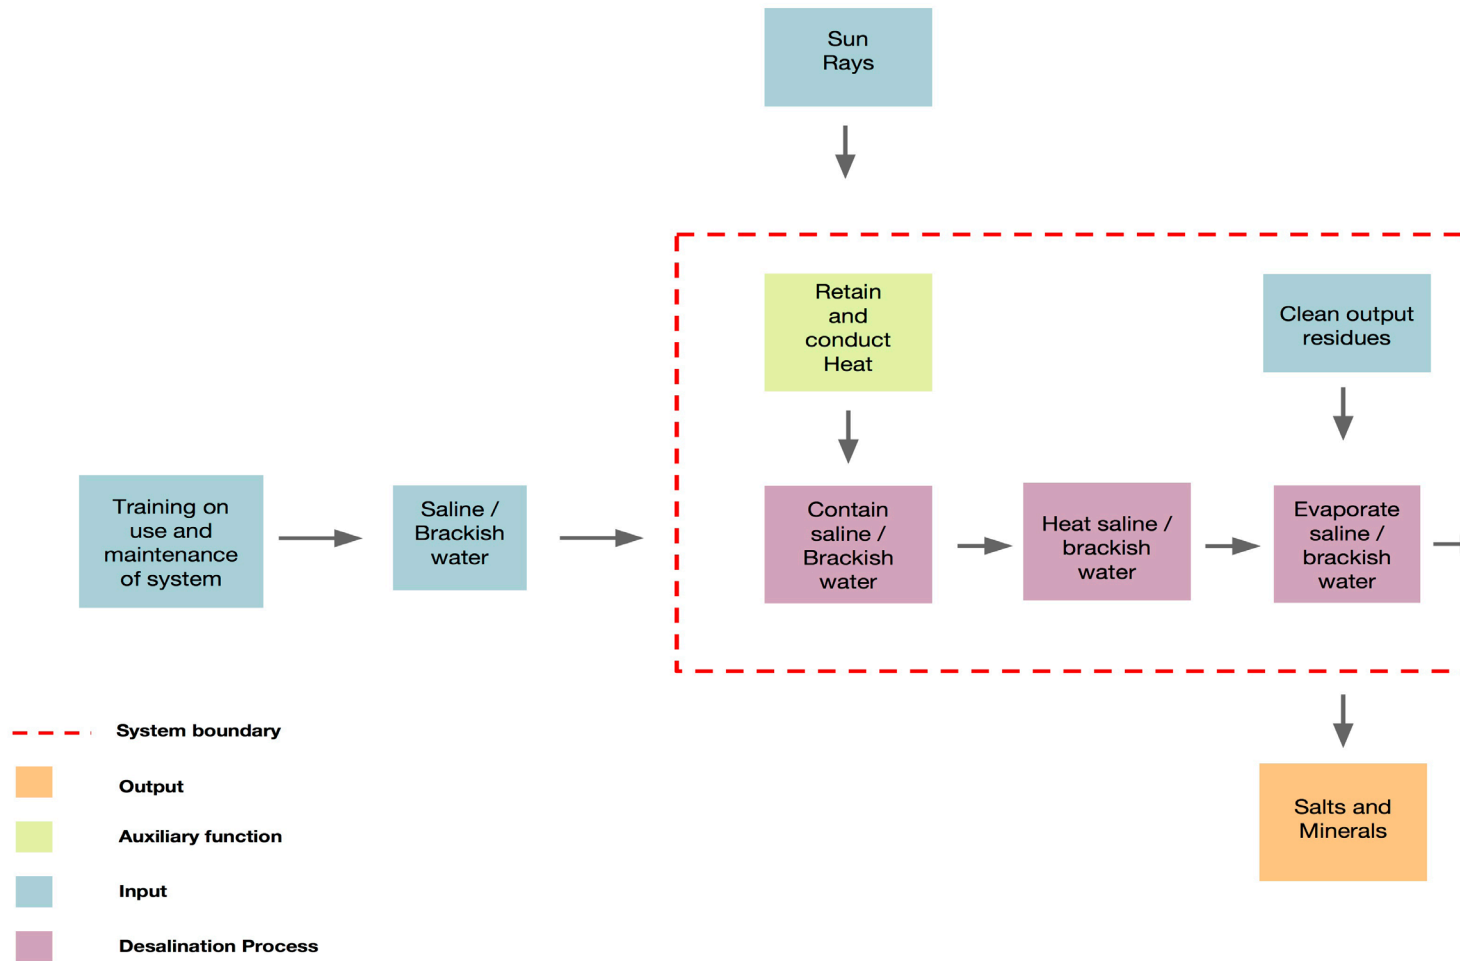 Sun
Rays
Retain
and
conduct
Heat
Clean output
residues
Training on
use and
maintenance
of system
Saline /
Brackish
water
Contain
saline /
Brackish
water
Heat saline /
brackish
water
Evaporate
saline /
brackish
water
System boundary
Output
Auxiliary function
Input
Desalination Process
Salts and
Minerals